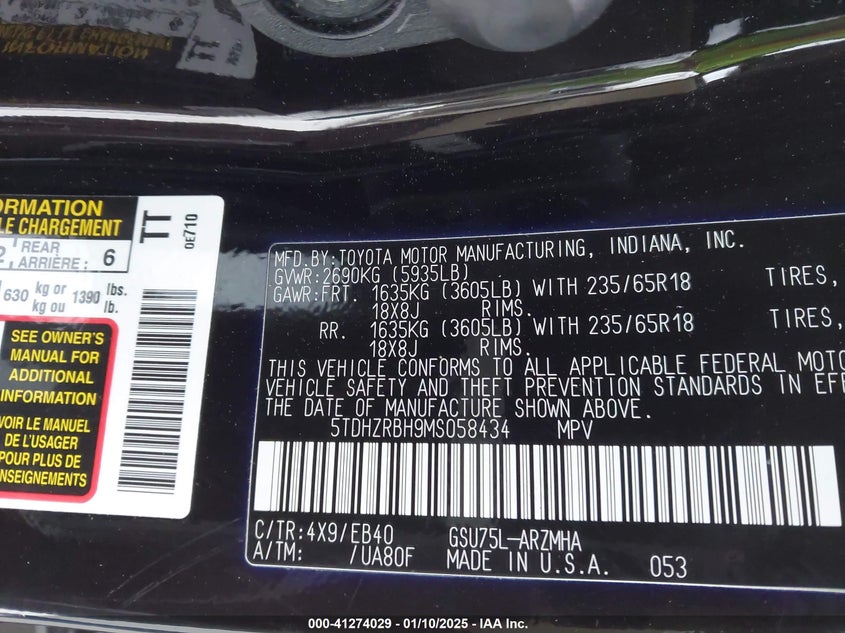 ORMATION
LE CHARGEMENT
REAR
ARRIÈRE: 6
630 kg or 1390 lbs.
kg ou lb.
SEE OWNER'S
MANUAL FOR
ADDITIONAL
INFORMATION
VOIR LE MANUEL
DE L'USAGER
POUR PLUS DE
RENSEIGNEMENTS
TT
0E710
MFD.BY:TOYOTA MOTOR MANUFACTURING, INDIANA, INC.
GVWR:2690KG (5935LB)
GAWR:FRT. 1635KG (3605LB) WITH 235/65R18 TIRES,
18X8J RIMS.
RR. 1635KG (3605LB) WITH 235/65R18 TIRES,
18X8J RIMS.
THIS VEHICLE CONFORMS TO ALL APPLICABLE FEDERAL MOTO
VEHICLE SAFETY AND THEFT PREVENTION STANDARDS IN EFF
THE DATE OF MANUFACTURE SHOWN ABOVE.
5TDHZRBH9MS058434 MPV
C/TR:4X9/EB40 GSU75L-ARZMHA
A/TM: /UA80F MADE IN U.S.A. 053
000-41274029 - 01/10/2025 - IAA Inc.